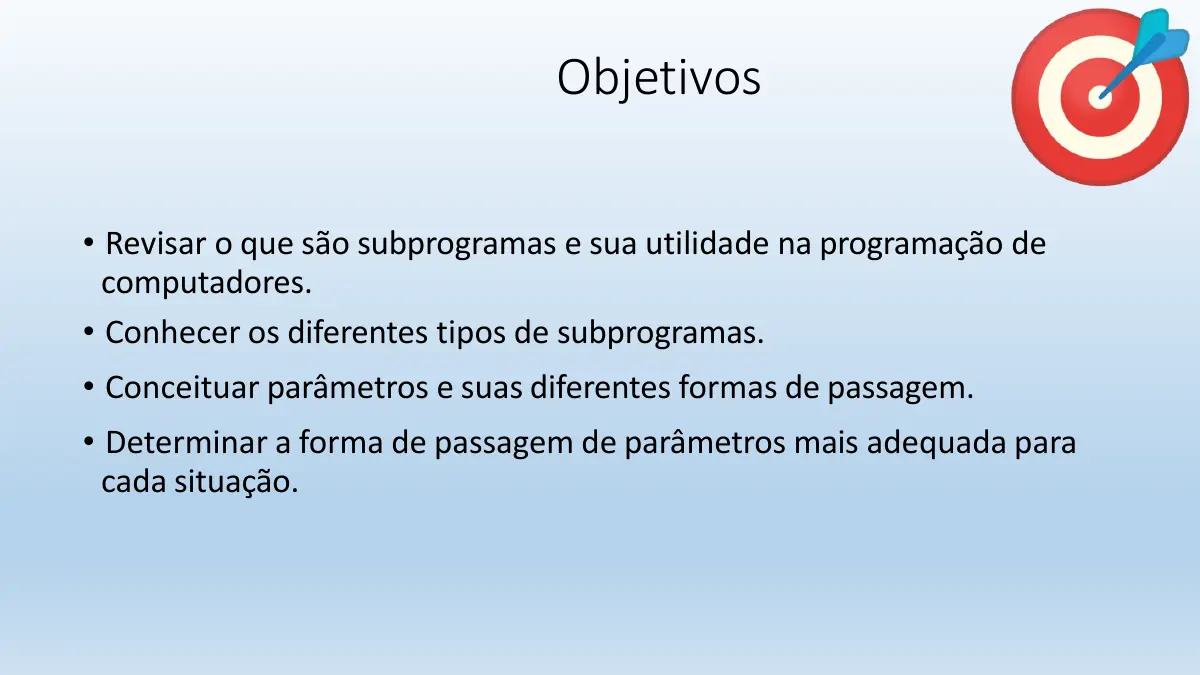 Objetivos
• Revisar o que são subprogramas e sua utilidade na programação de
computadores.
• Conhecer os diferentes tipos de subprogramas.
• Conceituar parâmetros e suas diferentes formas de passagem.
• Determinar a forma de passagem de parâmetros mais adequada para
cada situação.